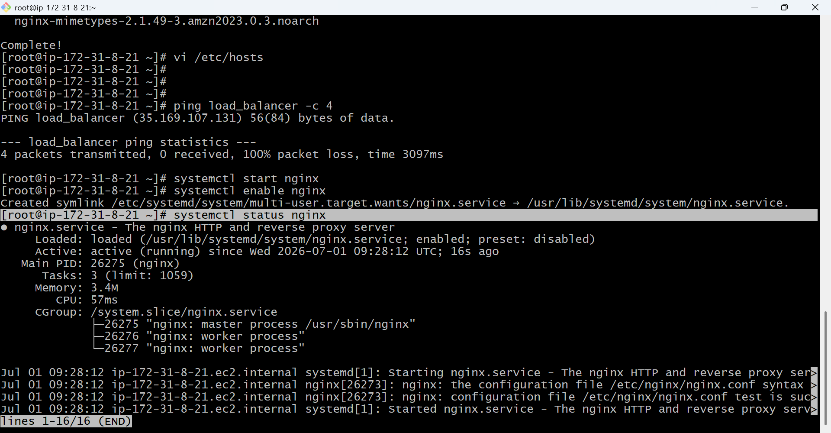 root@ip-172-31-8-21:~
nginx-mimetypes-2.1.49-3.amzn2023.0.3.noarch
Complete!
[root@ip-172-31-8-21 ~]# vi /etc/hosts
[root@ip-172-31-8-21 ~]#
[root@ip-172-31-8-21 ~]#
[root@ip-172-31-8-21 ~]#
[root@ip-172-31-8-21 ~]# ping load_balancer -c 4
PING load_balancer (35.169.107.131) 56(84) bytes of data.
--- load_balancer ping statistics ---
4 packets transmitted, 0 received, 100% packet loss, time 3097ms
[root@ip-172-31-8-21 ~]# systemctl start nginx
[root@ip-172-31-8-21 ~]# systemctl enable nginx
Created symlink /etc/systemd/system/multi-user.target.wants/nginx.service → /usr/lib/systemd/system/nginx.service.
[root@ip-172-31-8-21 ~]# systemctl status nginx
● nginx.service - The nginx HTTP and reverse proxy server
Loaded: loaded (/usr/lib/systemd/system/nginx.service; enabled; preset: disabled)
Active: active (running) since Wed 2026-07-01 09:28:12 UTC; 16s ago
Main PID: 26275 (nginx)
Tasks: 3 (limit: 1059)
Memory: 3.4M
CPU: 57ms
CGroup: /system.slice/nginx.service
├─26275 "nginx: master process /usr/sbin/nginx"
├─26276 "nginx: worker process"
└─26277 "nginx: worker process"
Jul 01 09:28:12 ip-172-31-8-21.ec2.internal systemd[1]: Starting nginx.service - The nginx HTTP and reverse proxy ser>
Jul 01 09:28:12 ip-172-31-8-21.ec2.internal nginx[26273]: nginx: the configuration file /etc/nginx/nginx.conf syntax >
Jul 01 09:28:12 ip-172-31-8-21.ec2.internal nginx[26273]: nginx: configuration file /etc/nginx/nginx.conf test is suc>
Jul 01 09:28:12 ip-172-31-8-21.ec2.internal systemd[1]: Started nginx.service - The nginx HTTP and reverse proxy serv>
lines 1-16/16 (END)